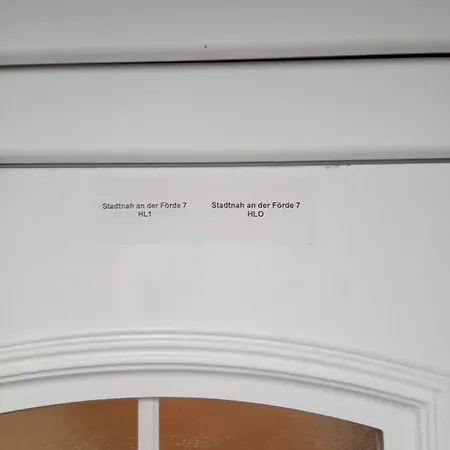 Stadtnah an der Förde 7
HL1
Stadtnah an der Förde 7
HLO